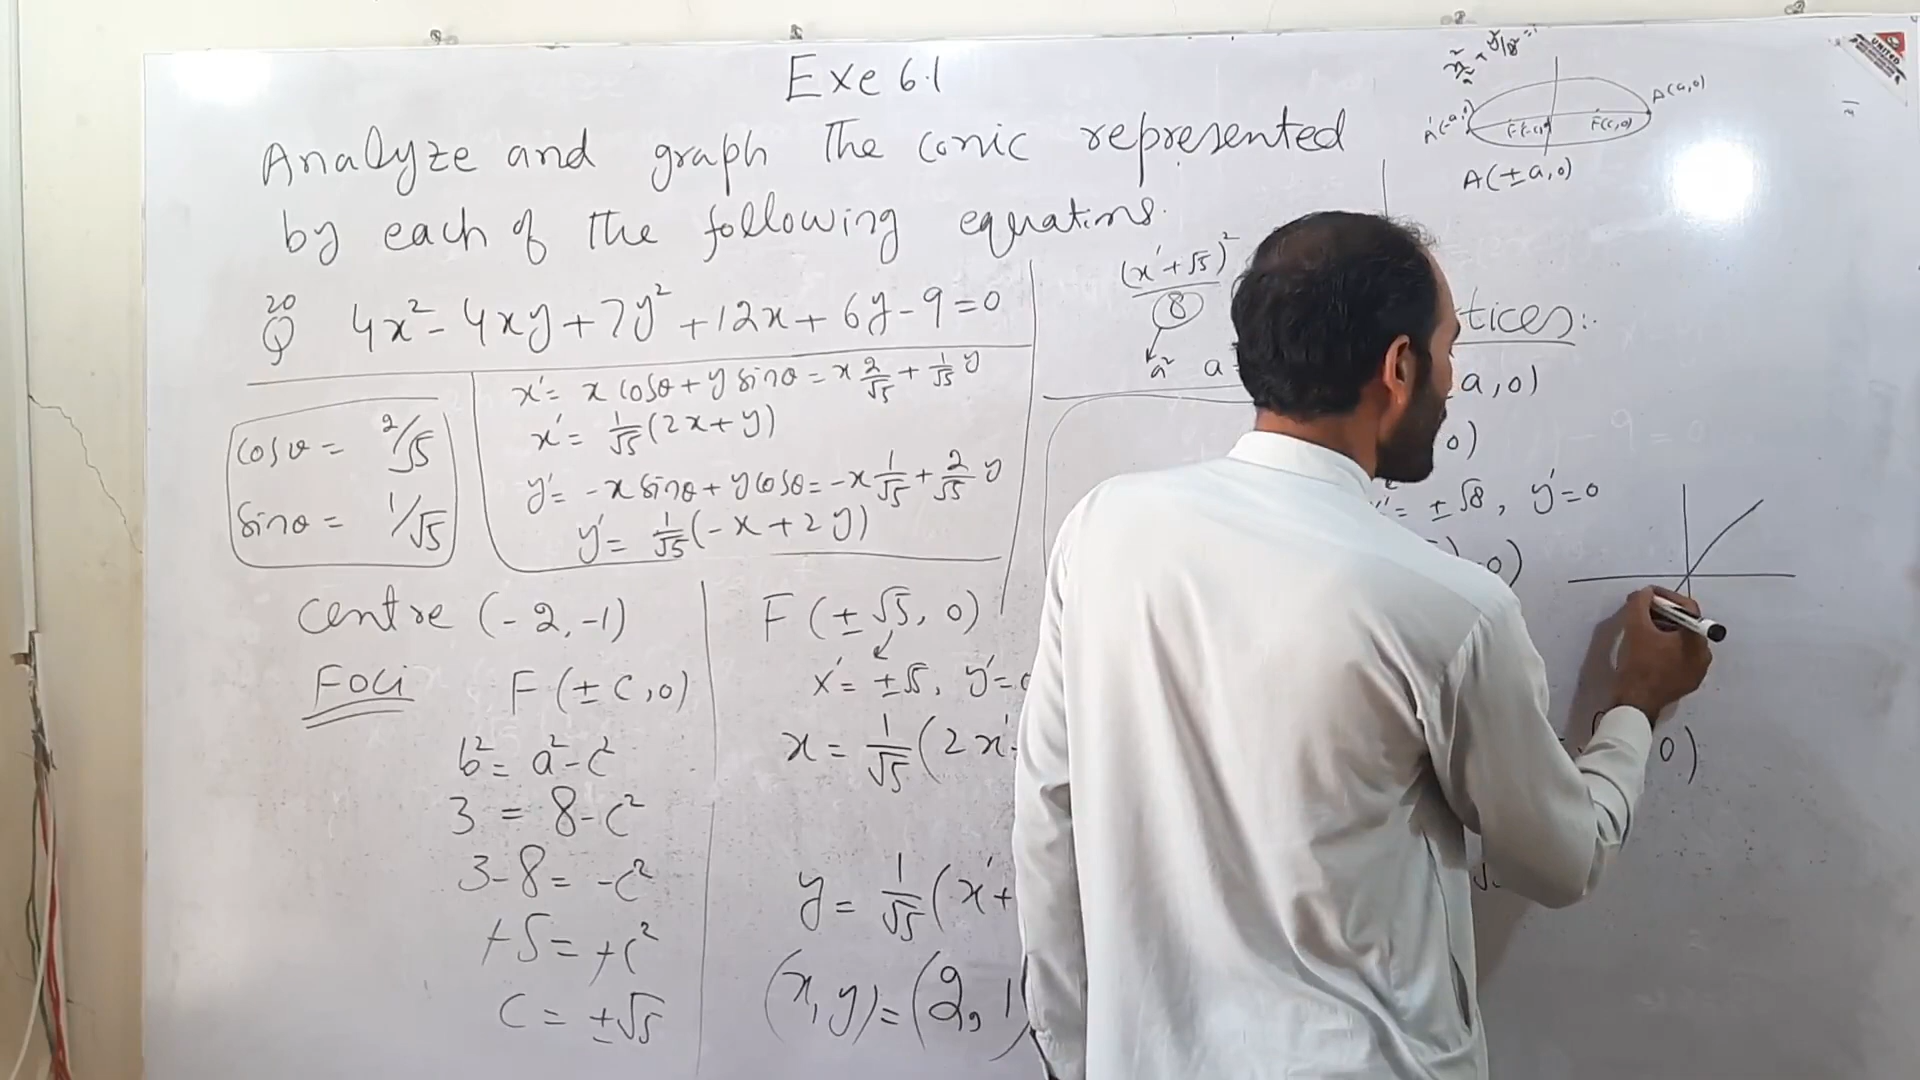 Exe 6.1
Analyze and graph the conic represented
by each of the following equations.
20
Q 4x² - 4xy + 7y² + 12x + 6y - 9 = 0
cosθ = 2/√5
sinθ = 1/√5
x' = x cosθ + y sinθ = x 2/√5 + 1/√5 y
x' = 1/√5 (2x + y)
y' = -x sinθ + y cosθ = -x 1/√5 + 2/√5 y
y' = 1/√5 (-x + 2y)
Centre (-2, -1)
Foci F (± c, 0)
b² = a² - c²
3 = 8 - c²
3 - 8 = -c²
+5 = +c²
c = ±√5
F (± √5, 0)
x' = ±√5, y' =
x = 1/√5 (2x'
y = 1/√5 (x' +
(x, y) = (2, 1
(x' + √5)²
8
a² a
tices:
a, 0)
0)
= ± √8, y' = 0
0)
0)
A(a, 0)
F(c, 0)
A(± a, 0)
UNITED